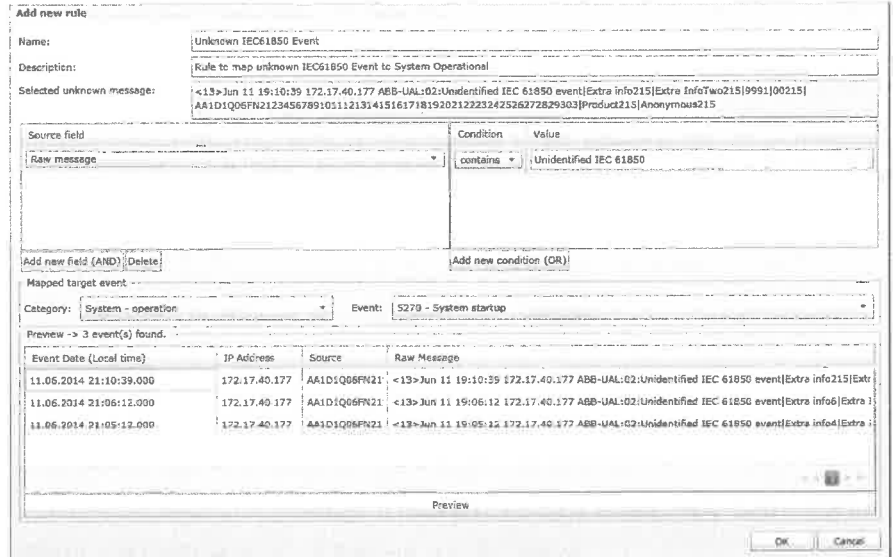 Add new rule
Name: Unknown IEC61850 Event
Description: Rule to map unknown IEC61850 Event to System Operational
Selected unknown message: <13>Jun 11 19:10:39 172.17.40.177 ABB-UAL:02:Unidentified IEC 61850 event|Extra info215|Extra InfoTwo215|9991|00215|
AA1D1Q06FN21234567891011121314151617181920212223242526272829303|Product215|Anonymous215
Source field Condition Value
Raw message contains Unidentified IEC 61850
Add new field (AND) Delete Add new condition (OR)
Mapped target event
Category: System - operation Event: 5270 - System startup
Preview -> 3 event(s) found.
Event Date (Local time) IP Address Source Raw Message
11.06.2014 21:10:39.000 172.17.40.177 AA1D1Q06FN21 <13>Jun 11 19:10:39 172.17.40.177 ABB-UAL:02:Unidentified IEC 61850 event|Extra info215|Extr
11.06.2014 21:06:12.000 172.17.40.177 AA1D1Q06FN21 <13>Jun 11 19:06:12 172.17.40.177 ABB-UAL:02:Unidentified IEC 61850 event|Extra info6|Extra I
11.06.2014 21:05:12.000 172.17.40.177 AA1D1Q06FN21 <13>Jun 11 19:05:12 172.17.40.177 ABB-UAL:02:Unidentified IEC 61850 event|Extra info4|Extra I
Preview
OK Cancel